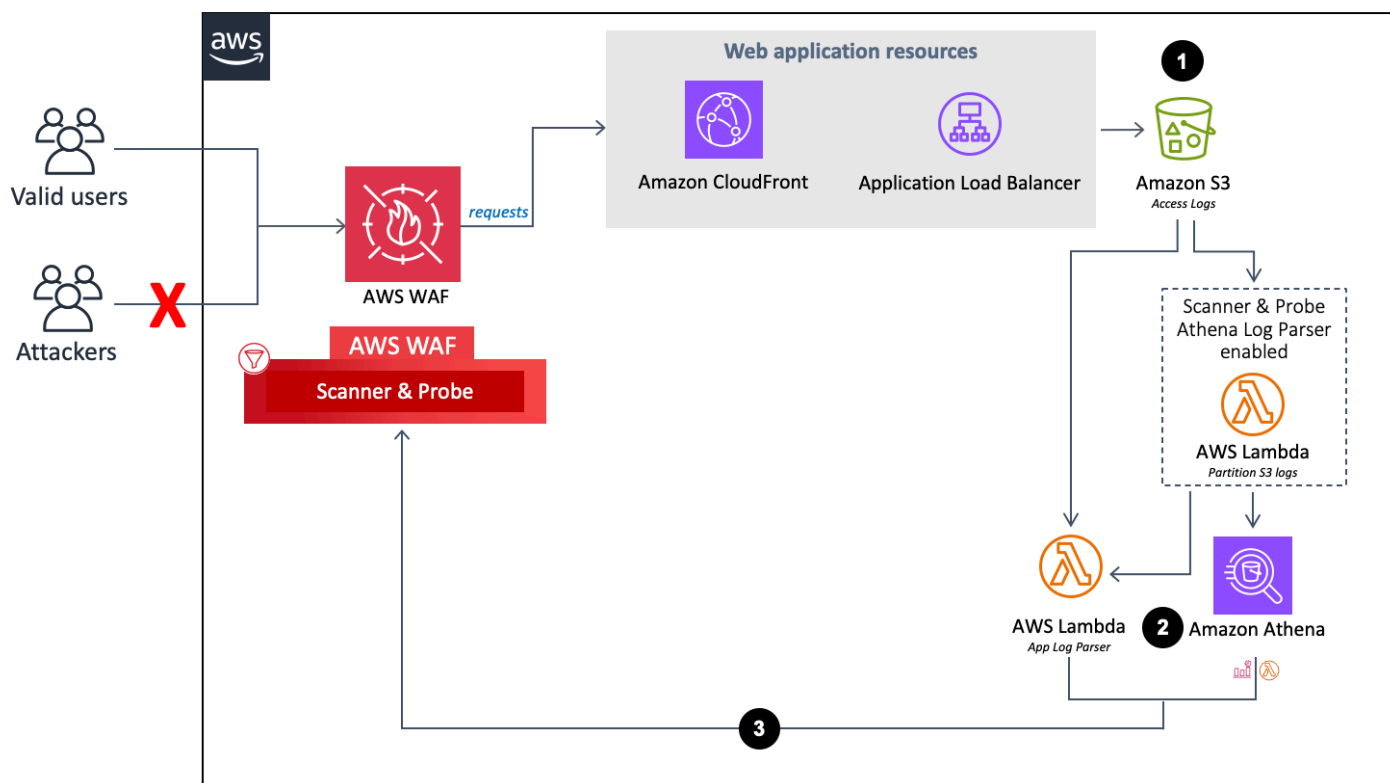 aws
Web application resources
1
Valid users
Amazon CloudFront
Application Load Balancer
Amazon S3
Access Logs
requests
AWS WAF
X
Attackers
Scanner & Probe
Athena Log Parser
enabled
AWS WAF
Scanner & Probe
AWS Lambda
Partition S3 logs
AWS Lambda
App Log Parser
2
Amazon Athena
3